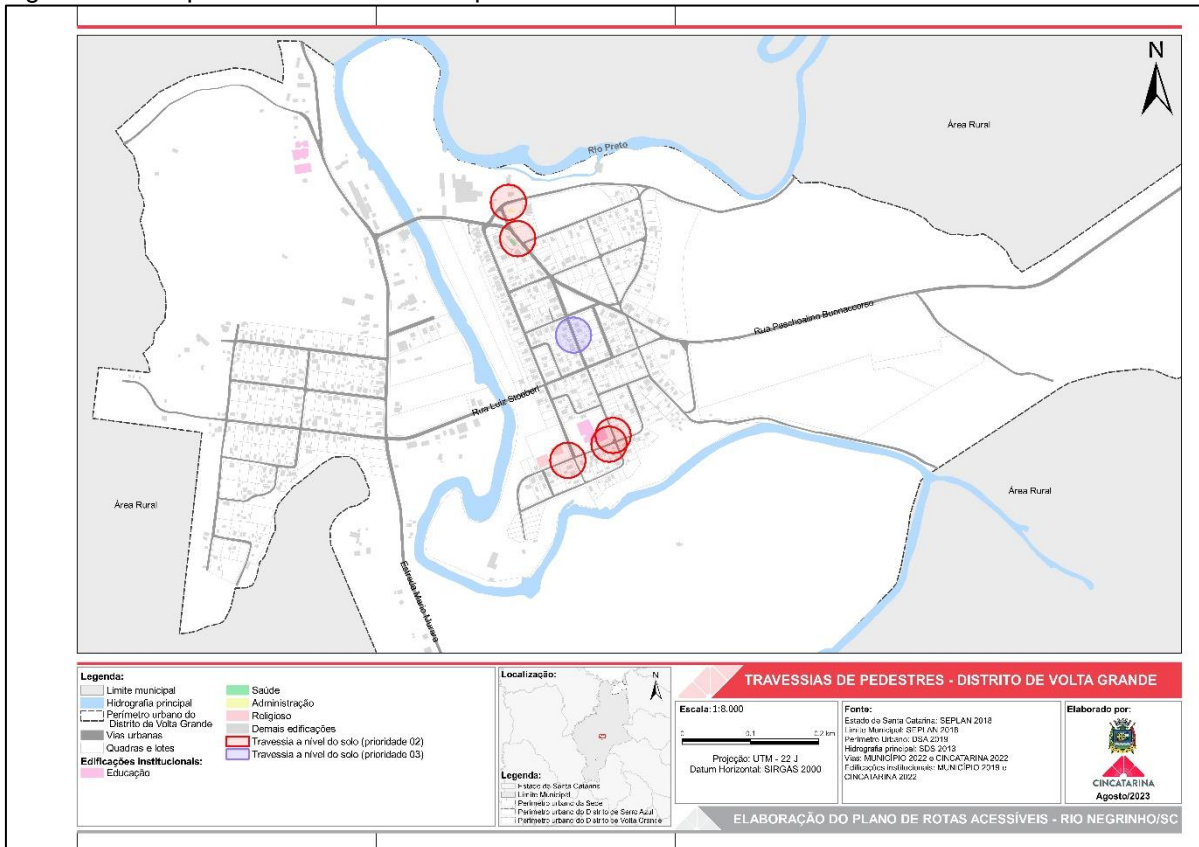 N
Área Rural
Rio Preto
Rua Paschoalino Buonaccorso
Rua Luiz Stoeberl
Área Rural
Área Rural
Estrada Mario Murara
Legenda:
Limite municipal
Hidrografia principal
Perímetro urbano do
Distrito de Volta Grande
Vias urbanas
Quadras e lotes
Edificações Institucionais:
Educação
Saúde
Administração
Religioso
Demais edificações
Travessia a nível do solo (prioridade 02)
Travessia a nível do solo (prioridade 03)
Localização:
N
Legenda:
Estado de Santa Catarina
Limite Municipal
Perímetro urbano da Sede
Perímetro urbano do Distrito de Serra Azul
Perímetro urbano do Distrito de Volta Grande
TRAVESSIAS DE PEDESTRES - DISTRITO DE VOLTA GRANDE
Escala: 1:8.000
0 0.1 0.2 km
Projeção: UTM - 22 J
Datum Horizontal: SIRGAS 2000
Fonte:
Estado de Santa Catarina: SEPLAN 2018
Limite Municipal: SEPLAN 2018
Perímetro Urbano: DSA 2019
Hidrografia principal: SDS 2013
Vias: MUNICÍPIO 2022 e CINCATARINA 2022
Edificações institucionais: MUNICÍPIO 2019 e
CINCATARINA 2022
Elaborado por:
CINCATARINA
Agosto/2023
ELABORAÇÃO DO PLANO DE ROTAS ACESSÍVEIS - RIO NEGRINHO/SC